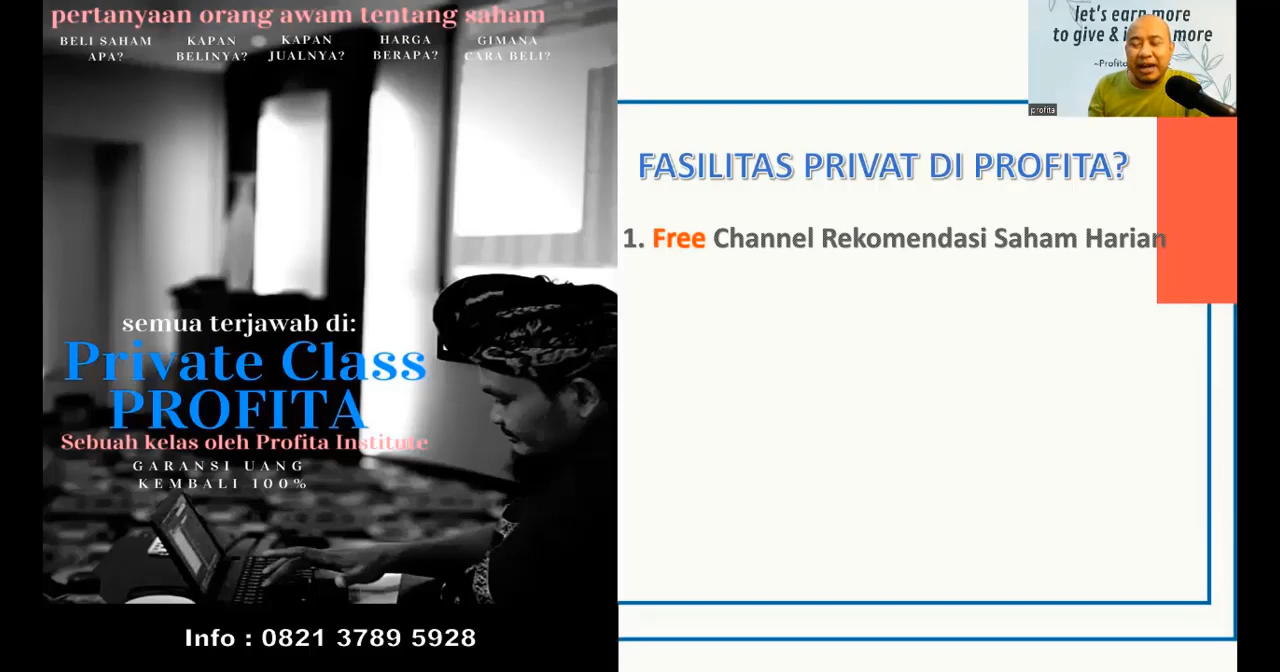 pertanyaan orang awam tentang saham
BELI SAHAM APA?
KAPAN BELINYA?
KAPAN JUALNYA?
HARGA BERAPA?
GIMANA CARA BELI?
semua terjawab di:
Private Class
PROFITA
Sebuah kelas oleh Profita Institute
GARANSI UANG
KEMBALI 100%
Info : 0821 3789 5928
let's earn more
to give & more
profita
FASILITAS PRIVAT DI PROFITA?
1. Free Channel Rekomendasi Saham Harian